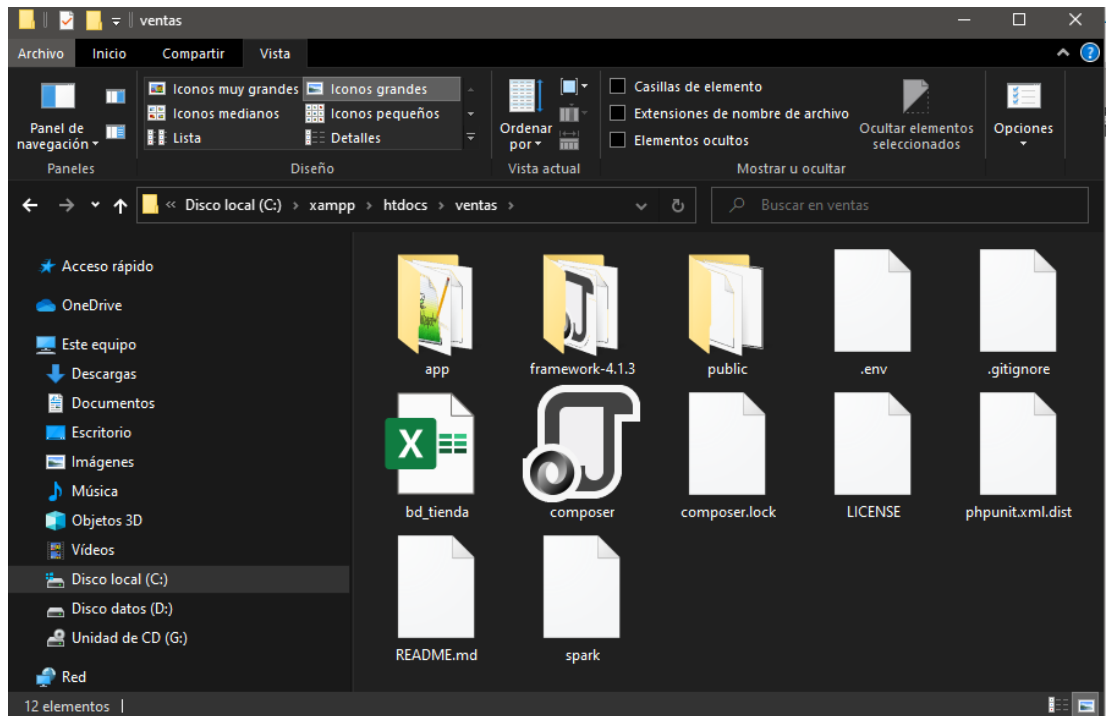 ventas
Archivo Inicio Compartir Vista
Panel de navegación
Iconos muy grandes Iconos grandes
Iconos medianos Iconos pequeños
Lista Detalles
Ordenar por
Casillas de elemento
Extensiones de nombre de archivo
Elementos ocultos
Ocultar elementos seleccionados
Opciones
Paneles Diseño Vista actual Mostrar u ocultar
« Disco local (C:) › xampp › htdocs › ventas ›
Buscar en ventas
Acceso rápido
OneDrive
Este equipo
Descargas
Documentos
Escritorio
Imágenes
Música
Objetos 3D
Vídeos
Disco local (C:)
Disco datos (D:)
Unidad de CD (G:)
Red
app framework-4.1.3 public .env .gitignore
bd_tienda composer composer.lock LICENSE phpunit.xml.dist
README.md spark
12 elementos